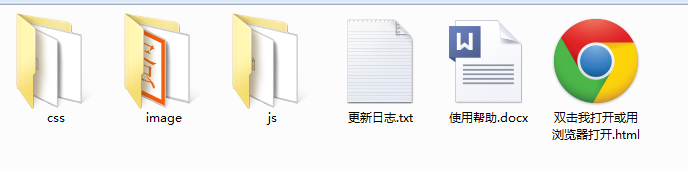 css
image
js
更新日志.txt
使用帮助.docx
双击我打开或用
浏览器打开.html